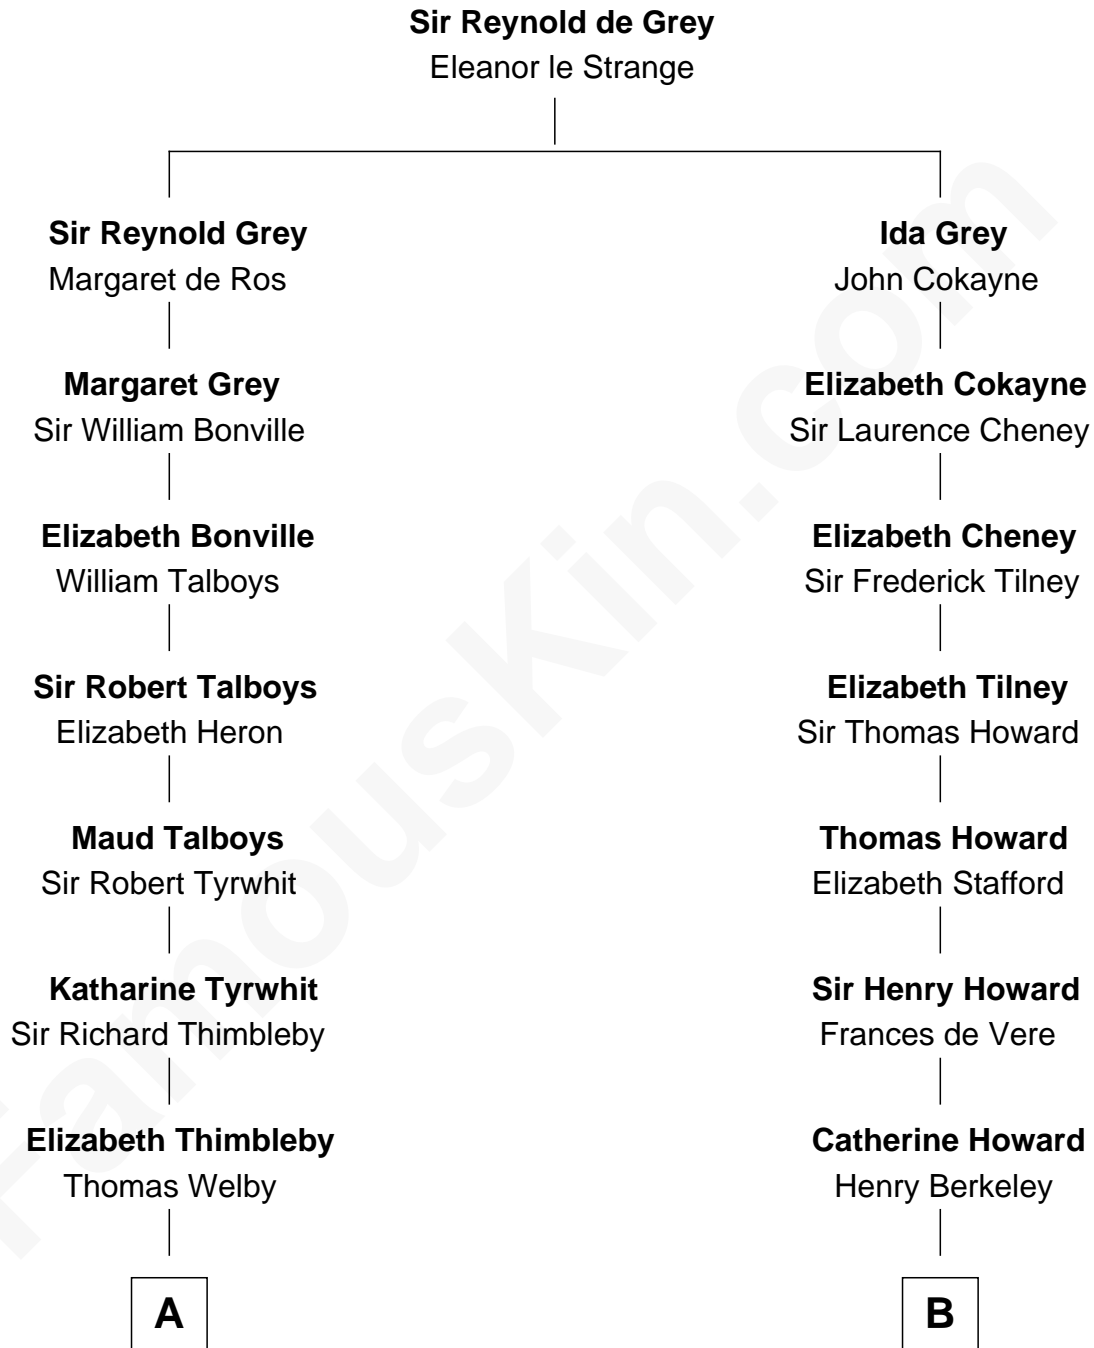 Sir Reynold de Grey
Eleanor le Strange
Sir Reynold Grey
Margaret de Ros
Ida Grey
John Cokayne
Margaret Grey
Sir William Bonville
Elizabeth Cokayne
Sir Laurence Cheney
Elizabeth Bonville
William Talboys
Elizabeth Cheney
Sir Frederick Tilney
Sir Robert Talboys
Elizabeth Heron
Elizabeth Tilney
Sir Thomas Howard
Maud Talboys
Sir Robert Tyrwhit
Thomas Howard
Elizabeth Stafford
Katharine Tyrwhit
Sir Richard Thimbleby
Sir Henry Howard
Frances de Vere
Elizabeth Thimbleby
Thomas Welby
Catherine Howard
Henry Berkeley
A
B
FamousKin.com